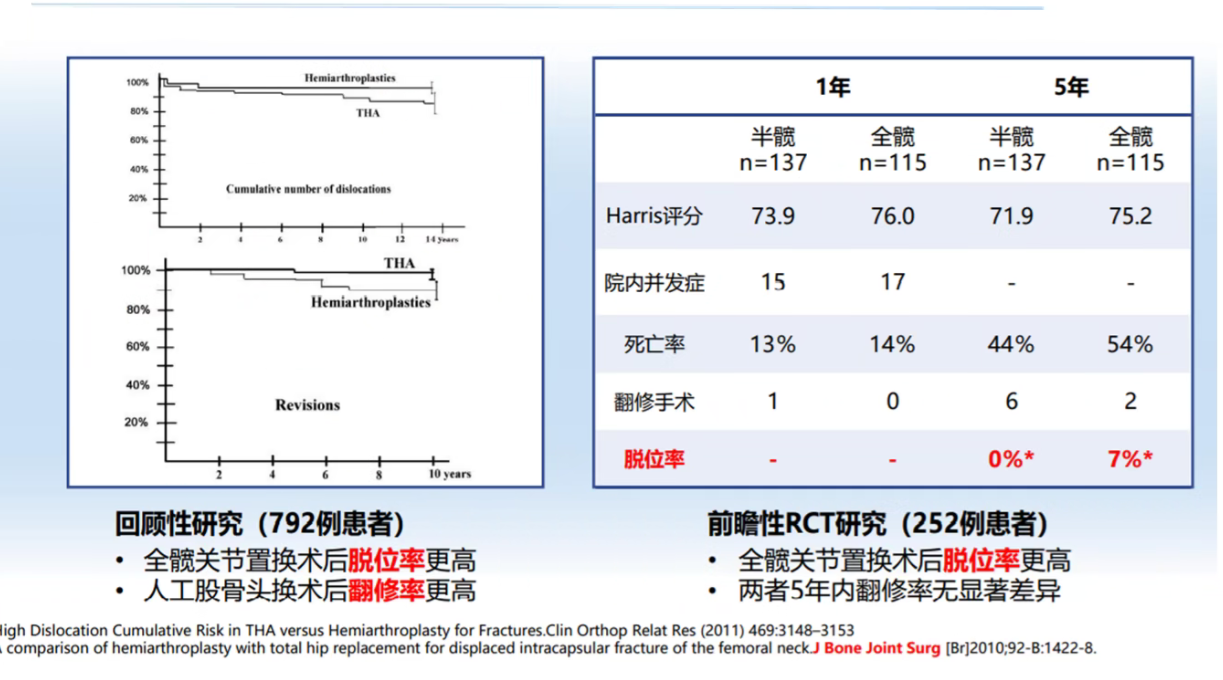 100%
80%
60%
40%
20%
Hemiarthroplasties
THA
Cumulative number of dislocations
2 4 6 8 10 12 14 years
100%
80%
60%
40%
20%
THA
Hemiarthroplasties
Revisions
2 4 6 8 10 years
回顾性研究（792例患者）
• 全髋关节置换术后脱位率更高
• 人工股骨头换术后翻修率更高
1年 5年
半髋 全髋 半髋 全髋
n=137 n=115 n=137 n=115
Harris评分 73.9 76.0 71.9 75.2
院内并发症 15 17 - -
死亡率 13% 14% 44% 54%
翻修手术 1 0 6 2
脱位率 - - 0%* 7%*
前瞻性RCT研究（252例患者）
• 全髋关节置换术后脱位率更高
• 两者5年内翻修率无显著差异
High Dislocation Cumulative Risk in THA versus Hemiarthroplasty for Fractures.Clin Orthop Relat Res (2011) 469:3148–3153
A comparison of hemiarthroplasty with total hip replacement for displaced intracapsular fracture of the femoral neck.J Bone Joint Surg [Br]2010;92-B:1422-8.